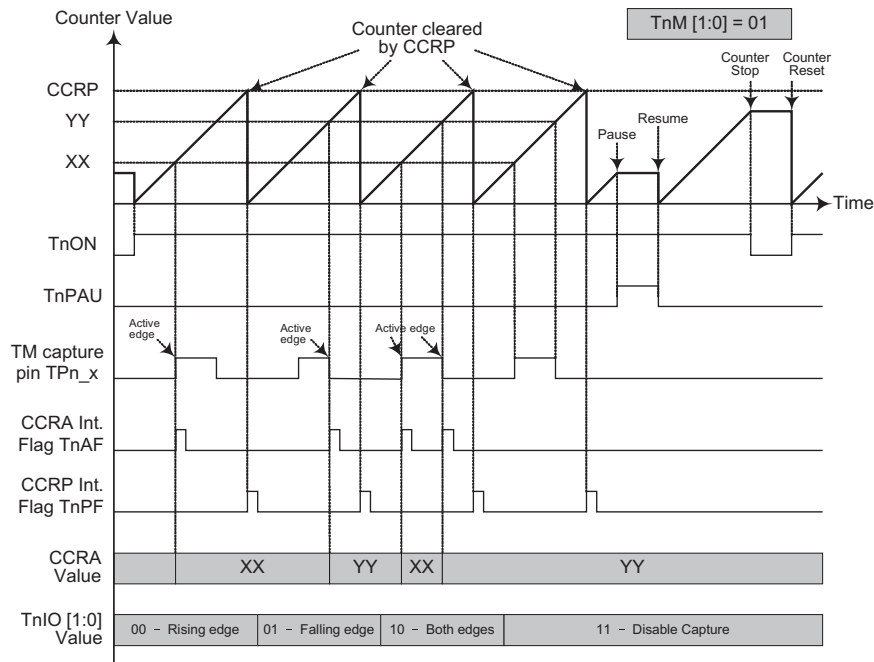 Counter Value
TnM [1:0] = 01
Counter cleared
by CCRP
Counter
Stop
Counter
Reset
CCRP
YY
XX
Pause
Resume
Time
TnON
TnPAU
Active
edge
Active
edge
Active edge
TM capture
pin TPn_x
CCRA Int.
Flag TnAF
CCRP Int.
Flag TnPF
CCRA
Value
XX
YY
XX
YY
TnIO [1:0]
Value
00 – Rising edge
01 – Falling edge
10 – Both edges
11 – Disable Capture